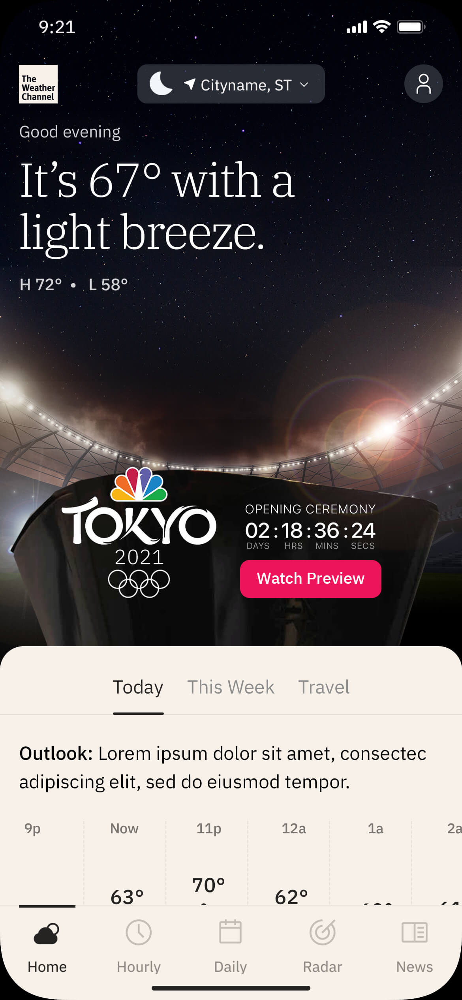 9:21
The
Weather
Channel
Cityname, ST
Good evening
It’s 67° with a
light breeze.
H 72° • L 58°
TOKYO
2021
OPENING CEREMONY
02 : 18 : 36 : 24
DAYS HRS MINS SECS
Watch Preview
Today This Week Travel
Outlook: Lorem ipsum dolor sit amet, consectec
adipiscing elit, sed do eiusmod tempor.
9p Now 11p 12a 1a 2a
63° 70° 62°
Home Hourly Daily Radar News